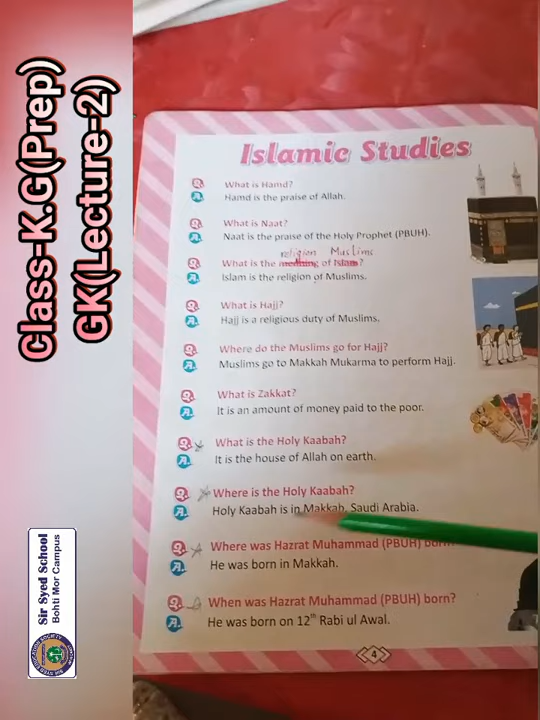 Class-K.G(Prep)
GK(Lecture-2)
Sir Syed School
Bohti Mor Campus
Islamic Studies
Q. What is Hamd?
A. Hamd is the praise of Allah.
Q. What is Naat?
A. Naat is the praise of the Holy Prophet (PBUH).
religion Muslims
Q. What is the meaning of Islam?
A. Islam is the religion of Muslims.
Q. What is Hajj?
A. Hajj is a religious duty of Muslims.
Q. Where do the Muslims go for Hajj?
A. Muslims go to Makkah Mukarma to perform Hajj.
Q. What is Zakkat?
A. It is an amount of money paid to the poor.
Q. What is the Holy Kaabah?
A. It is the house of Allah on earth.
Q. Where is the Holy Kaabah?
A. Holy Kaabah is in Makkah, Saudi Arabia.
Q. Where was Hazrat Muhammad (PBUH) born?
A. He was born in Makkah.
Q. When was Hazrat Muhammad (PBUH) born?
A. He was born on 12th Rabi ul Awal.
4